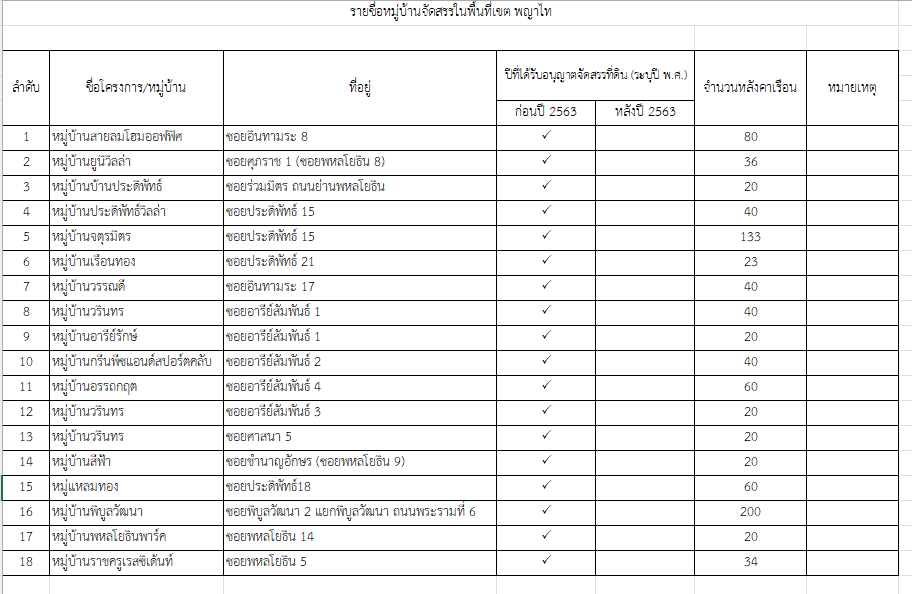 รายชื่อหมู่บ้านจัดสรรในพื้นที่เขต พญาไท
ลำดับ ชื่อโครงการ/หมู่บ้าน ที่อยู่ ปีที่ได้รับอนุญาตจัดสรรที่ดิน (ระบุปี พ.ศ.) จำนวนหลังคาเรือน หมายเหตุ
ก่อนปี 2563 หลังปี 2563
1 หมู่บ้านสายลมโฮมออฟฟิศ ซอยอินทามระ 8 ✓ 80
2 หมู่บ้านยูนิวิลล่า ซอยศุภราช 1 (ซอยพหลโยธิน 8) ✓ 36
3 หมู่บ้านบ้านประดิพัทธ์ ซอยร่วมมิตร ถนนย่านพหลโยธิน ✓ 20
4 หมู่บ้านประดิพัทธ์วิลล่า ซอยประดิพัทธ์ 15 ✓ 40
5 หมู่บ้านจตุรมิตร ซอยประดิพัทธ์ 15 ✓ 133
6 หมู่บ้านเรือนทอง ซอยประดิพัทธ์ 21 ✓ 23
7 หมู่บ้านวรรณดี ซอยอินทามระ 17 ✓ 40
8 หมู่บ้านวรินทร ซอยอารีย์สัมพันธ์ 1 ✓ 40
9 หมู่บ้านอารีย์รักษ์ ซอยอารีย์สัมพันธ์ 1 ✓ 20
10 หมู่บ้านกรีนพีซแอนด์สปอร์ตคลับ ซอยอารีย์สัมพันธ์ 2 ✓ 40
11 หมู่บ้านอรรถกฤต ซอยอารีย์สัมพันธ์ 4 ✓ 60
12 หมู่บ้านวรินทร ซอยอารีย์สัมพันธ์ 3 ✓ 20
13 หมู่บ้านวรินทร ซอยศาสนา 5 ✓ 20
14 หมู่บ้านสีฟ้า ซอยชำนาญอักษร (ซอยพหลโยธิน 9) ✓ 20
15 หมู่แหลมทอง ซอยประดิพัทธ์18 ✓ 60
16 หมู่บ้านพิบูลวัฒนา ซอยพิบูลวัฒนา 2 แยกพิบูลวัฒนา ถนนพระรามที่ 6 ✓ 200
17 หมู่บ้านพหลโยธินพาร์ค ซอยพหลโยธิน 14 ✓ 20
18 หมู่บ้านราชครูเรสซิเด้นท์ ซอยพหลโยธิน 5 ✓ 34